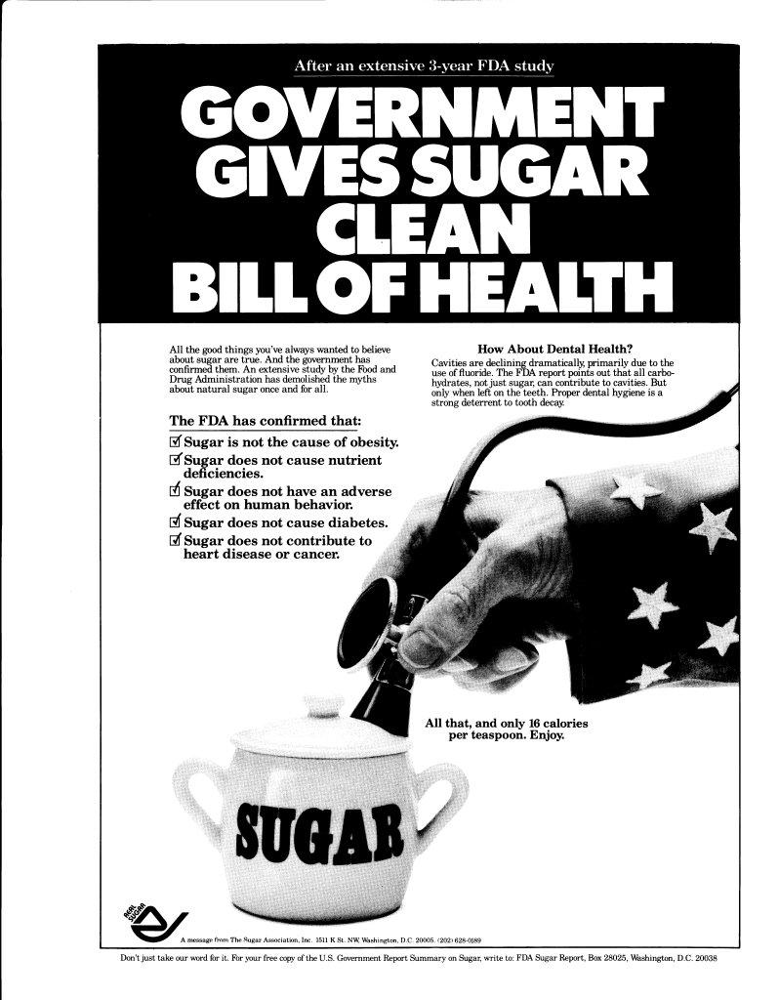 After an extensive 3-year FDA study
GOVERNMENT
GIVES SUGAR
CLEAN
BILL OF HEALTH
All the good things you've always wanted to believe
about sugar are true. And the government has
confirmed them. An extensive study by the Food and
Drug Administration has demolished the myths
about natural sugar once and for all.
The FDA has confirmed that:
Sugar is not the cause of obesity.
Sugar does not cause nutrient
deficiencies.
Sugar does not have an adverse
effect on human behavior.
Sugar does not cause diabetes.
Sugar does not contribute to
heart disease or cancer.
How About Dental Health?
Cavities are declining dramatically, primarily due to the
use of fluoride. The FDA report points out that all carbo-
hydrates, not just sugar, can contribute to cavities. But
only when left on the teeth. Proper dental hygiene is a
strong deterrent to tooth decay.
All that, and only 16 calories
per teaspoon. Enjoy.
SUGAR
REAL
SUGAR
A message from The Sugar Association, Inc. 1511 K St. NW, Washington, D.C. 20005. (202) 628-0189
Don't just take our word for it. For your free copy of the U.S. Government Report Summary on Sugar, write to: FDA Sugar Report, Box 28025, Washington, D.C. 20038